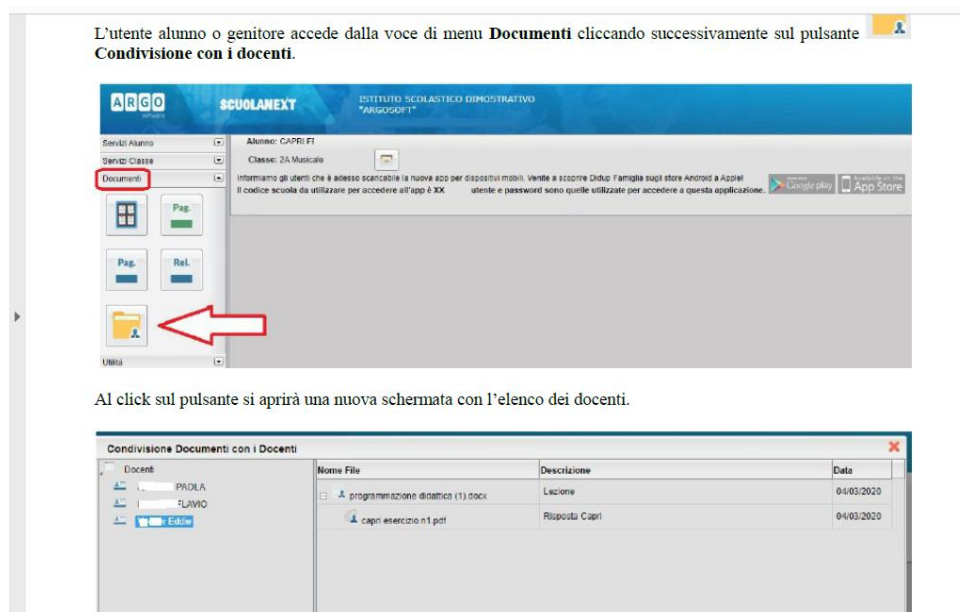 L'utente alunno o genitore accede dalla voce di menu Documenti cliccando successivamente sul pulsante
Condivisione con i docenti.
ARGO
software
SCUOLANEXT
ISTITUTO SCOLASTICO DIMOSTRATIVO
"ARGOSOFT"
Servizi Alunno
Servizi Classe
Documenti
Pag.
Pag.
Rel.
Utilità
Alunno: CAPRI F
Classe: 2A Musicale
Informiamo gli utenti che è adesso scaricabile la nuova app per dispositivi mobili. Venite a scoprire Didup Famiglia sugli store Android a Apple!
Il codice scuola da utilizzare per accedere all'app è XX utente e password sono quelle utilizzate per accedere a questa applicazione.
Google play
Available on the
App Store
Al click sul pulsante si aprirà una nuova schermata con l'elenco dei docenti.
Condivisione Documenti con i Docenti
Docenti
PAOLA
FLAVIO
r Eddie
Nome File Descrizione Data
programmazione didattica (1).docx Lezione 04/03/2020
capri esercizio n1.pdf Risposta Capri 04/03/2020